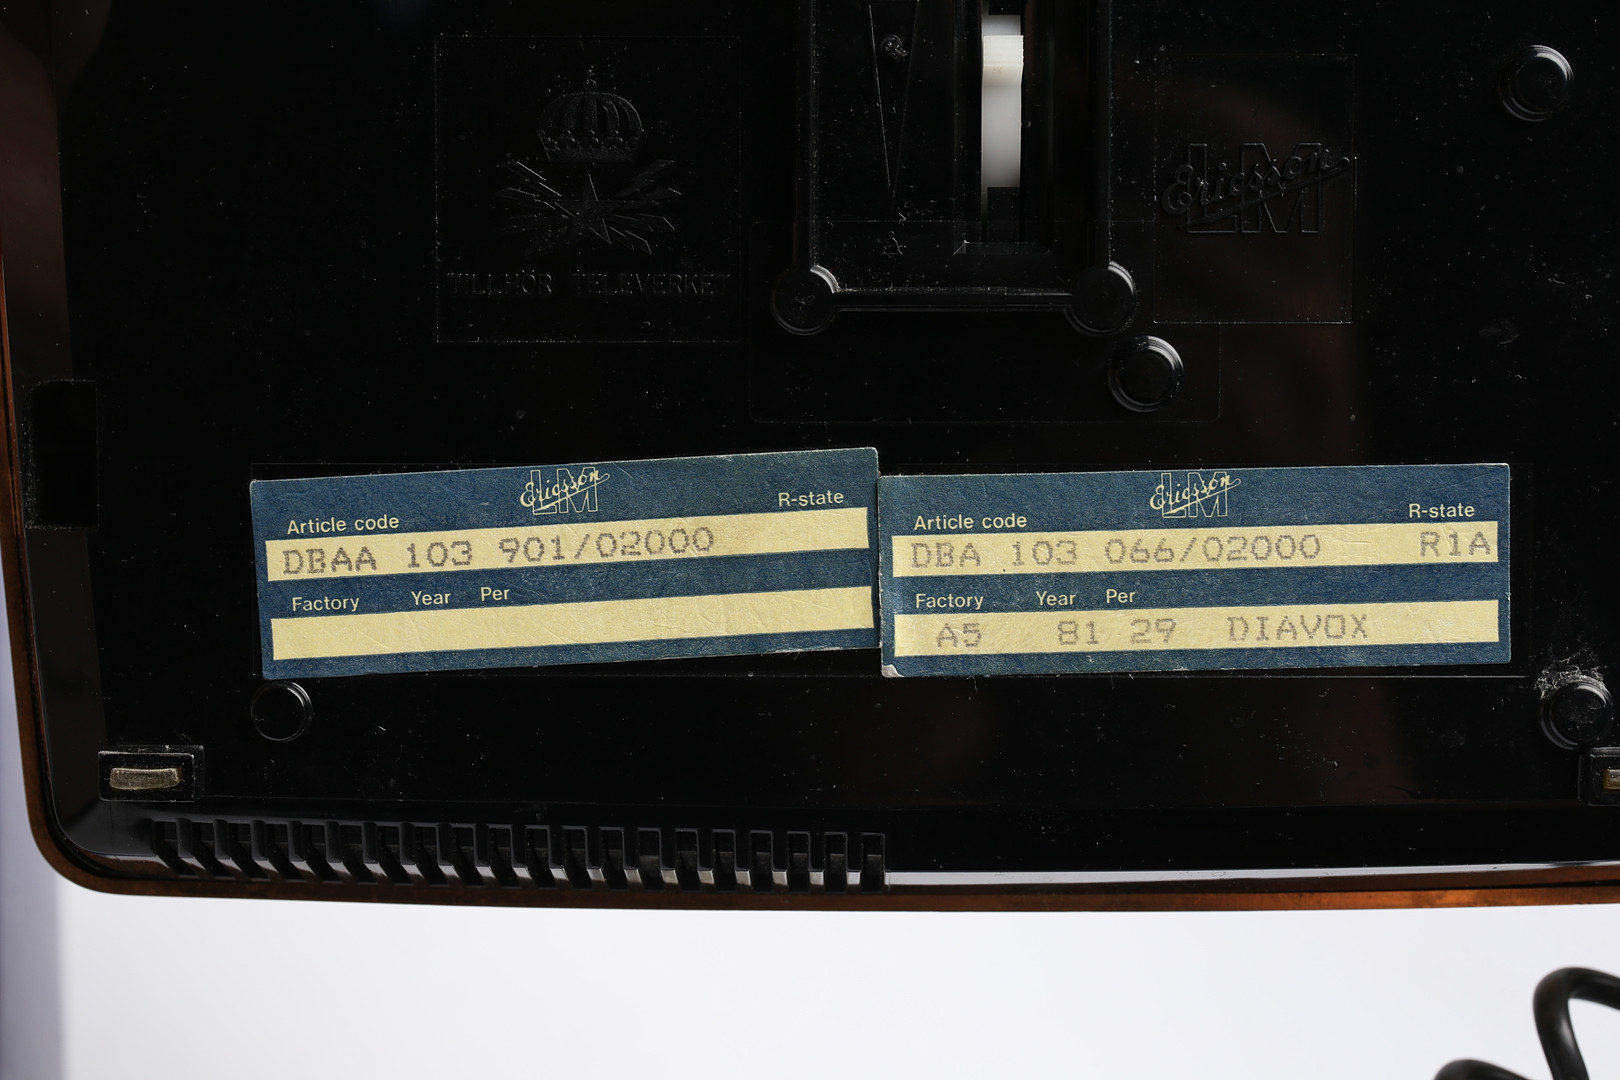 TILLHÖR TELEVERKET
Ericsson
LM
Ericsson
LM
Article code R-state
DBAA 103 901/02000
Factory Year Per
Ericsson
LM
Article code R-state
DBA 103 066/02000 R1A
Factory Year Per
A5 81 29 DIAVOX